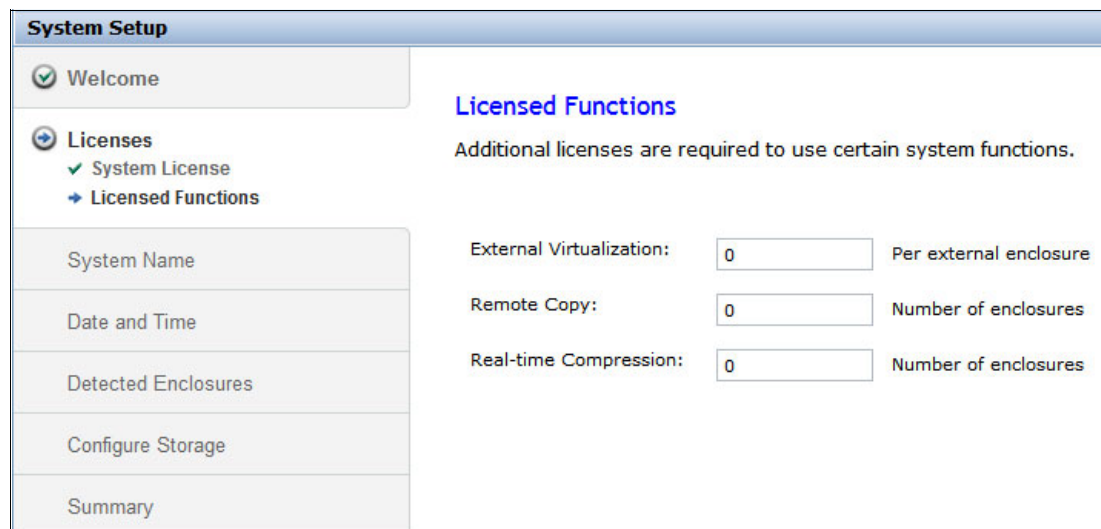 System Setup
Welcome
Licenses
System License
Licensed Functions
System Name
Date and Time
Detected Enclosures
Configure Storage
Summary
Licensed Functions
Additional licenses are required to use certain system functions.
External Virtualization: 0 Per external enclosure
Remote Copy: 0 Number of enclosures
Real-time Compression: 0 Number of enclosures